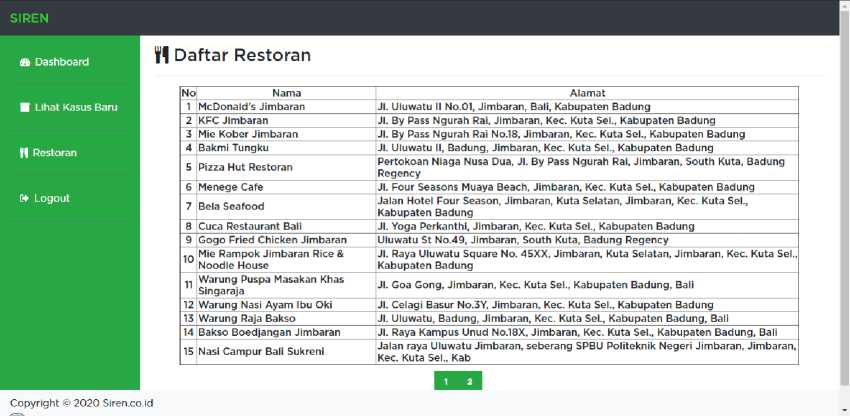 SIREN
Dashboard
Lihat Kasus Baru
Restoran
Logout
Daftar Restoran
No Nama Alamat
1 McDonald's Jimbaran Jl. Uluwatu II No.01, Jimbaran, Bali, Kabupaten Badung
2 KFC Jimbaran Jl. By Pass Ngurah Rai, Jimbaran, Kec. Kuta Sel., Kabupaten Badung
3 Mie Kober Jimbaran Jl. By Pass Ngurah Rai No.18, Jimbaran, Kec. Kuta Sel., Kabupaten Badung
4 Bakmi Tungku Jl. Uluwatu II, Badung, Jimbaran, Kec. Kuta Sel., Kabupaten Badung
5 Pizza Hut Restoran Pertokoan Niaga Nusa Dua, Jl. By Pass Ngurah Rai, Jimbaran, South Kuta, Badung
Regency
6 Menege Cafe Jl. Four Seasons Muaya Beach, Jimbaran, Kec. Kuta Sel., Kabupaten Badung
7 Bela Seafood Jalan Hotel Four Season, Jimbaran, Kuta Selatan, Jimbaran, Kec. Kuta Sel.,
Kabupaten Badung
8 Cuca Restaurant Bali Jl. Yoga Perkanthi, Jimbaran, Kec. Kuta Sel., Kabupaten Badung
9 Gogo Fried Chicken Jimbaran Uluwatu St No.49, Jimbaran, South Kuta, Badung Regency
10 Mie Rampok Jimbaran Rice &
Noodle House Jl. Raya Uluwatu Square No. 45XX, Jimbaran, Kuta Selatan, Jimbaran, Kec. Kuta Sel.,
Kabupaten Badung
11 Warung Puspa Masakan Khas
Singaraja Jl. Goa Gong, Jimbaran, Kec. Kuta Sel., Kabupaten Badung, Bali
12 Warung Nasi Ayam Ibu Oki Jl. Celagi Basur No.3Y, Jimbaran, Kec. Kuta Sel., Kabupaten Badung
13 Warung Raja Bakso Jl. Uluwatu, Badung, Jimbaran, Kec. Kuta Sel., Kabupaten Badung, Bali
14 Bakso Boedjangan Jimbaran Jl. Raya Kampus Unud No.18X, Jimbaran, Kec. Kuta Sel., Kabupaten Badung, Bali
15 Nasi Campur Bali Sukreni Jalan raya Uluwatu Jimbaran, seberang SPBU Politeknik Negeri Jimbaran, Jimbaran,
Kec. Kuta Sel., Kab
1 2
Copyright © 2020 Siren.co.id